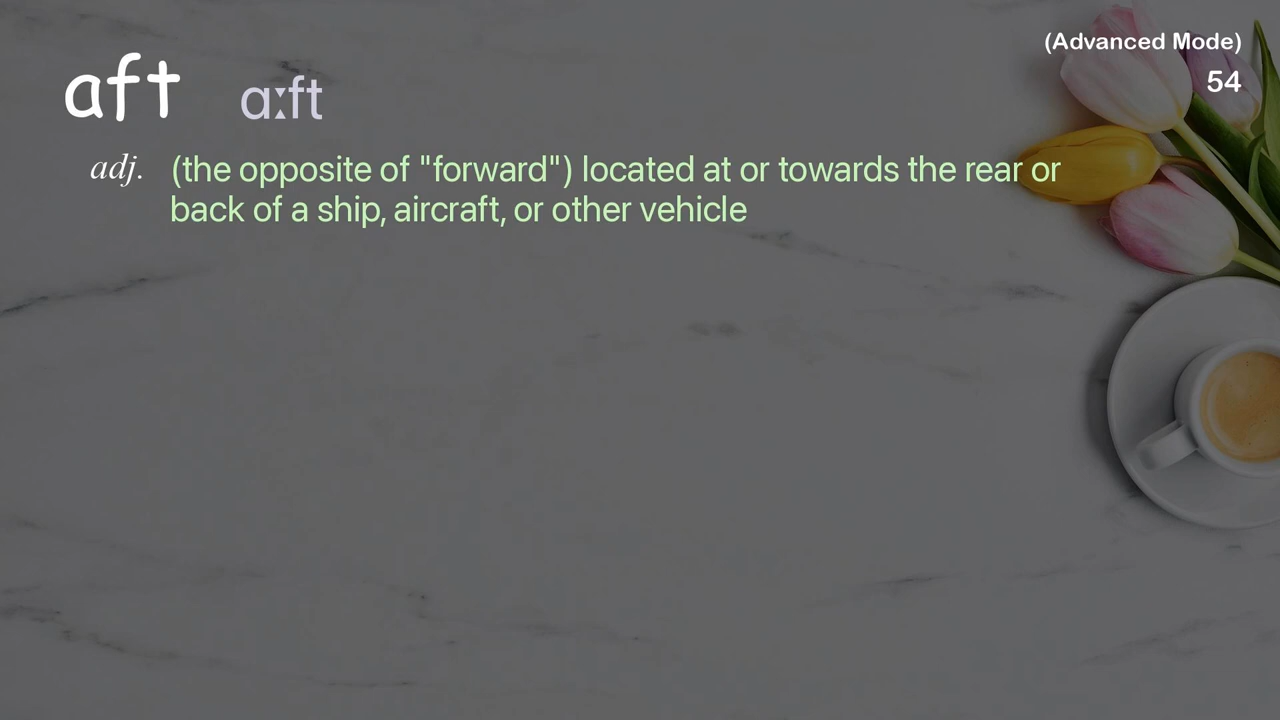 (Advanced Mode)
54
aft ɑːft
adj. (the opposite of "forward") located at or towards the rear or
back of a ship, aircraft, or other vehicle